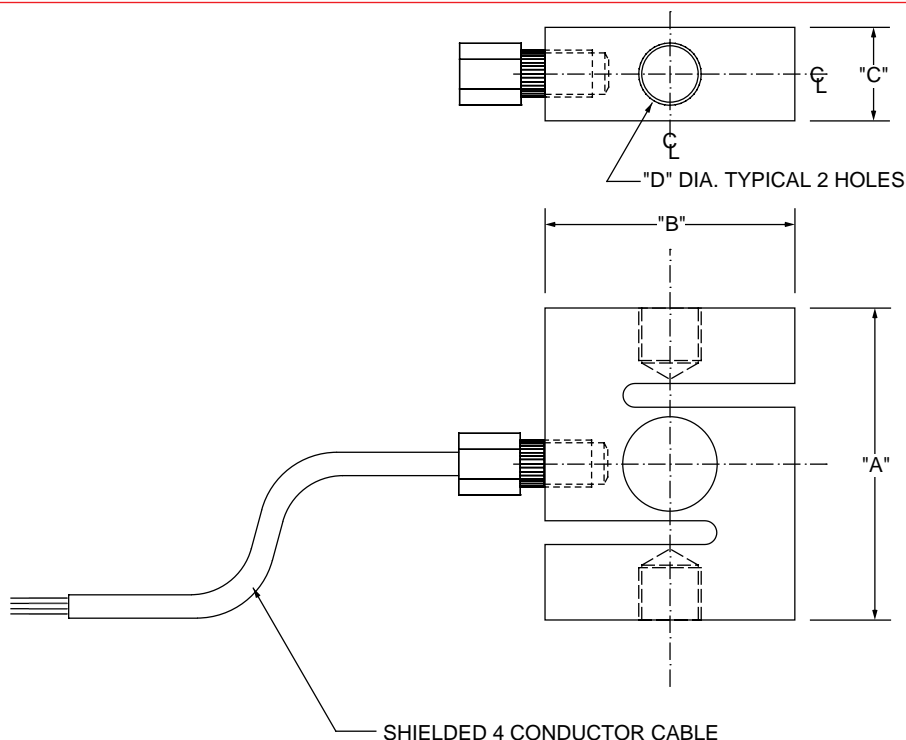 "C"
C
L
C
L
"D" DIA. TYPICAL 2 HOLES
"B"
"A"
SHIELDED 4 CONDUCTOR CABLE